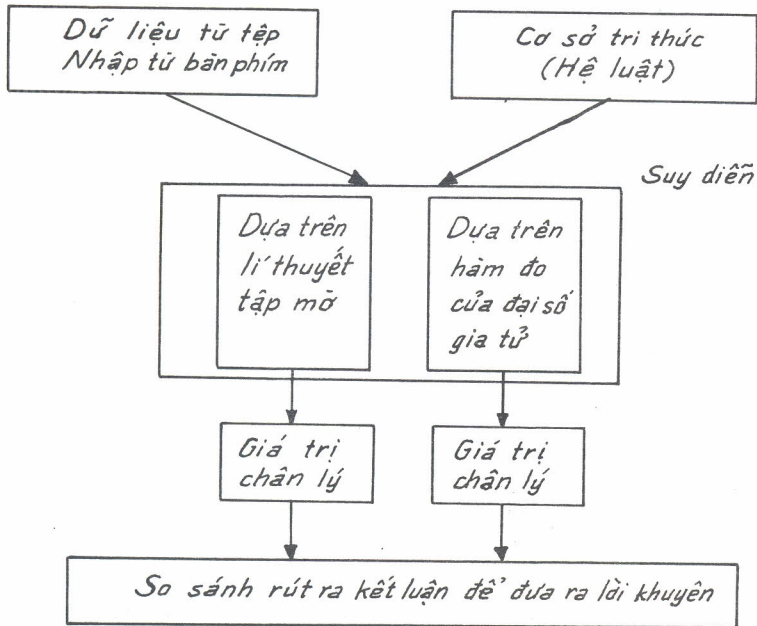 Dữ liệu từ tệp
Nhập từ bàn phím
Cơ sở tri thức
(Hệ luật)
Suy diễn
Dựa trên
lí thuyết
tập mờ
Dựa trên
hàm đo
của đại số
gia tử
Giá trị
chân lý
Giá trị
chân lý
So sánh rút ra kết luận để đưa ra lời khuyên